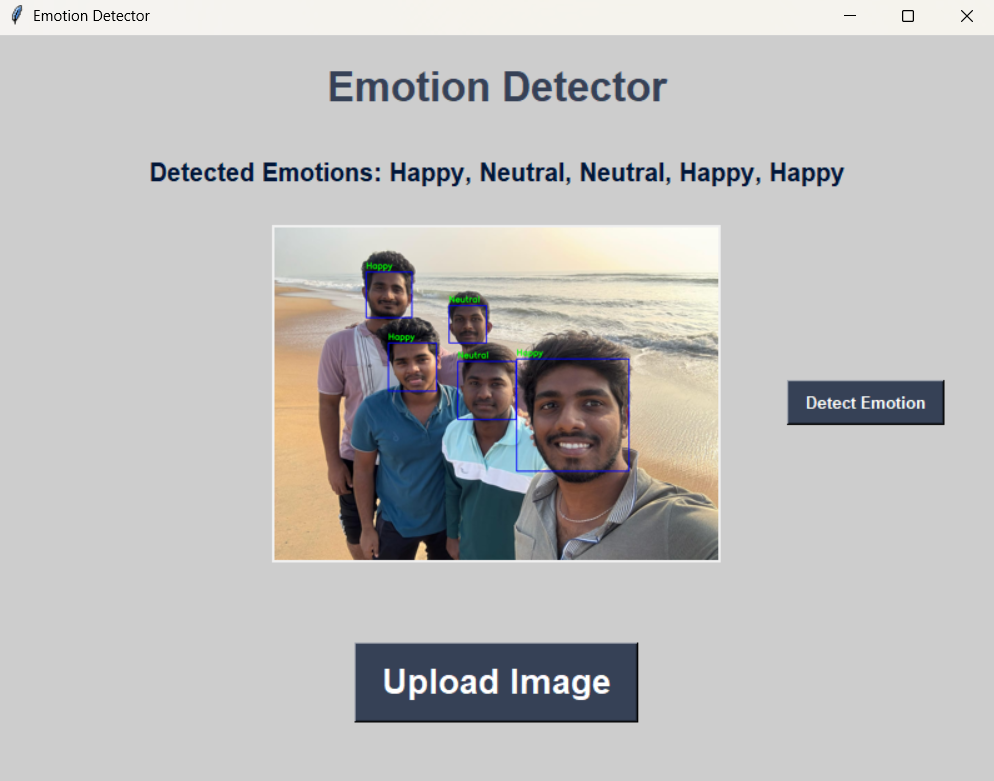 Emotion Detector
Emotion Detector
Detected Emotions: Happy, Neutral, Neutral, Happy, Happy
Happy
Neutral
Happy
Neutral
Happy
Detect Emotion
Upload Image